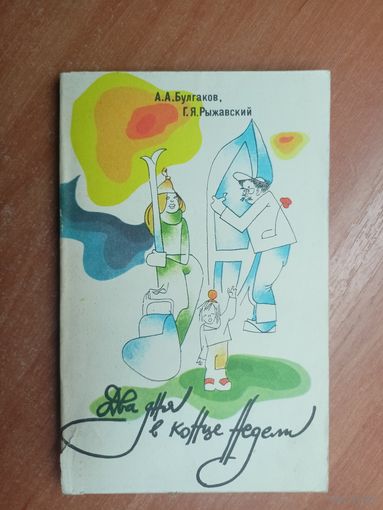 А.А.Булгаков,
Г.Я.Рыжавский
Два дня
в конце недели